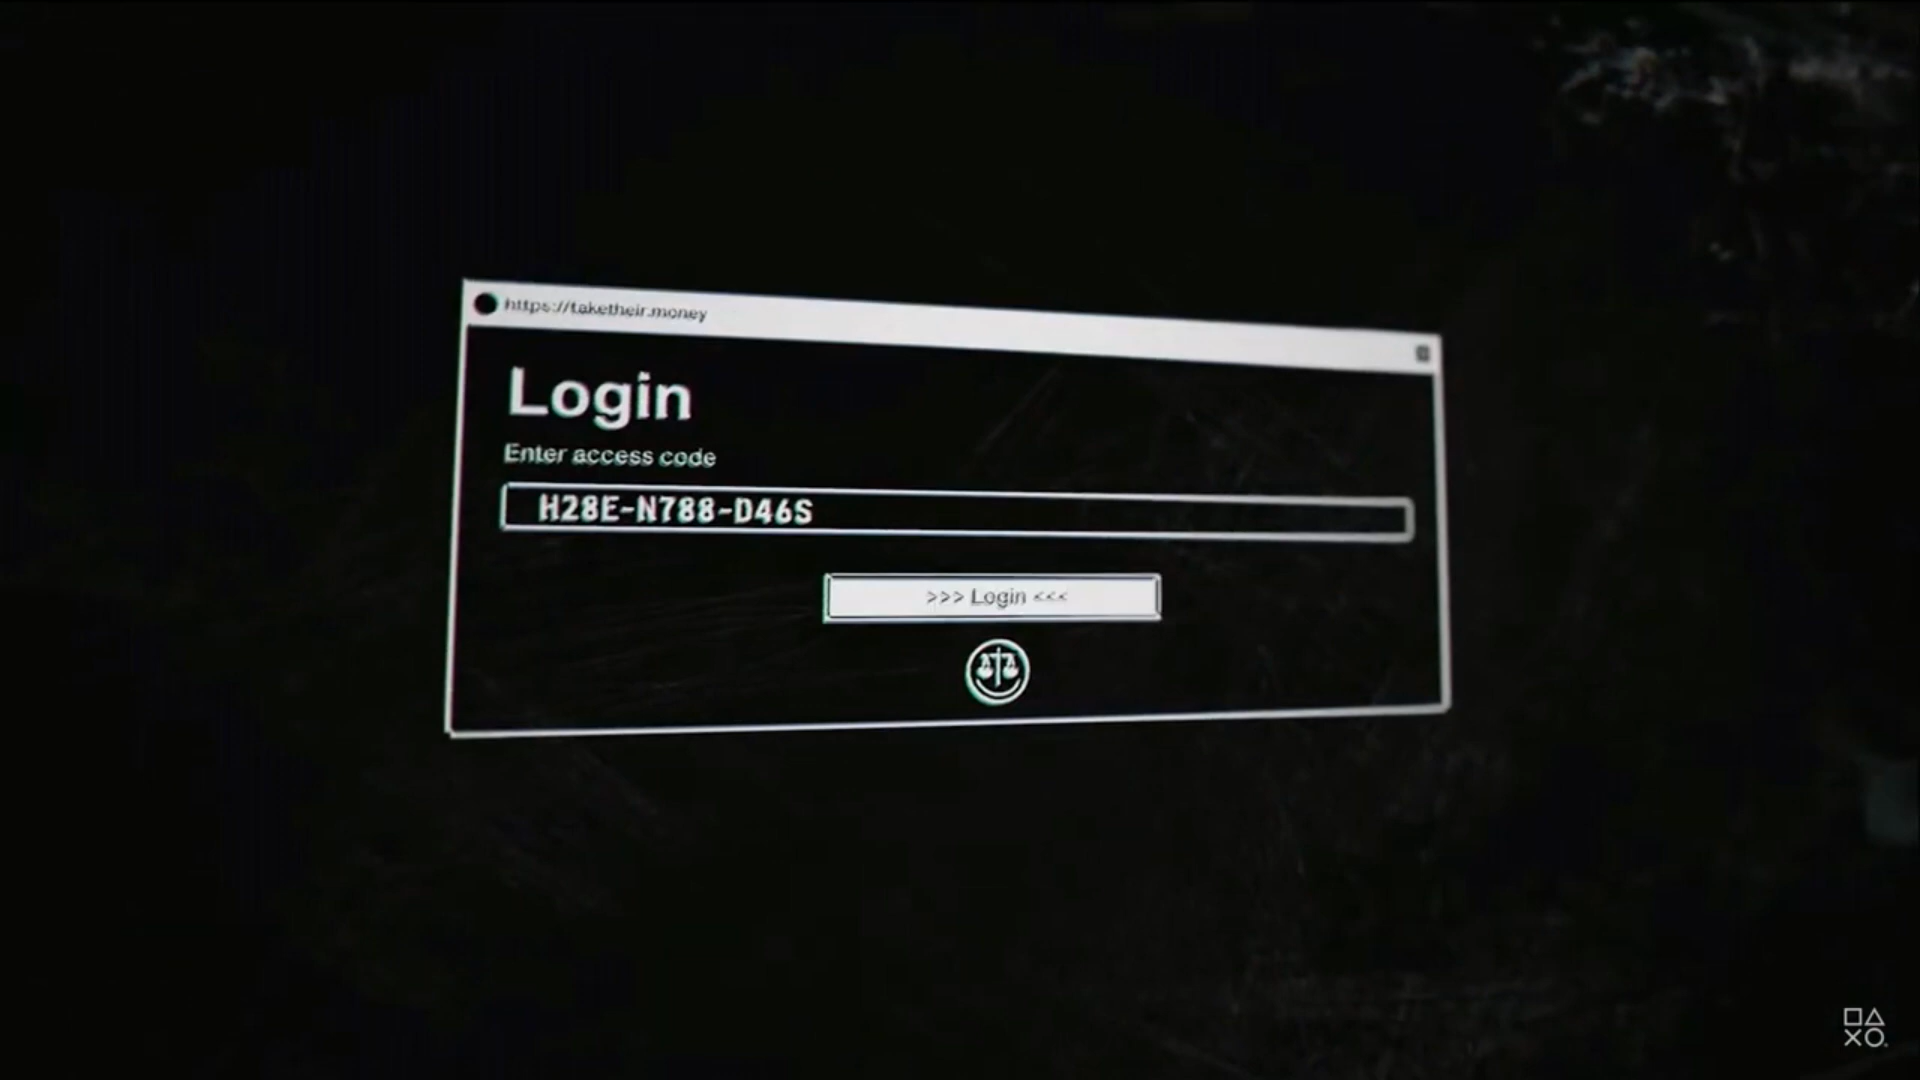 https://taketheir.money
Login
Enter access code
H28E-N788-D46S
>>> Login <<<